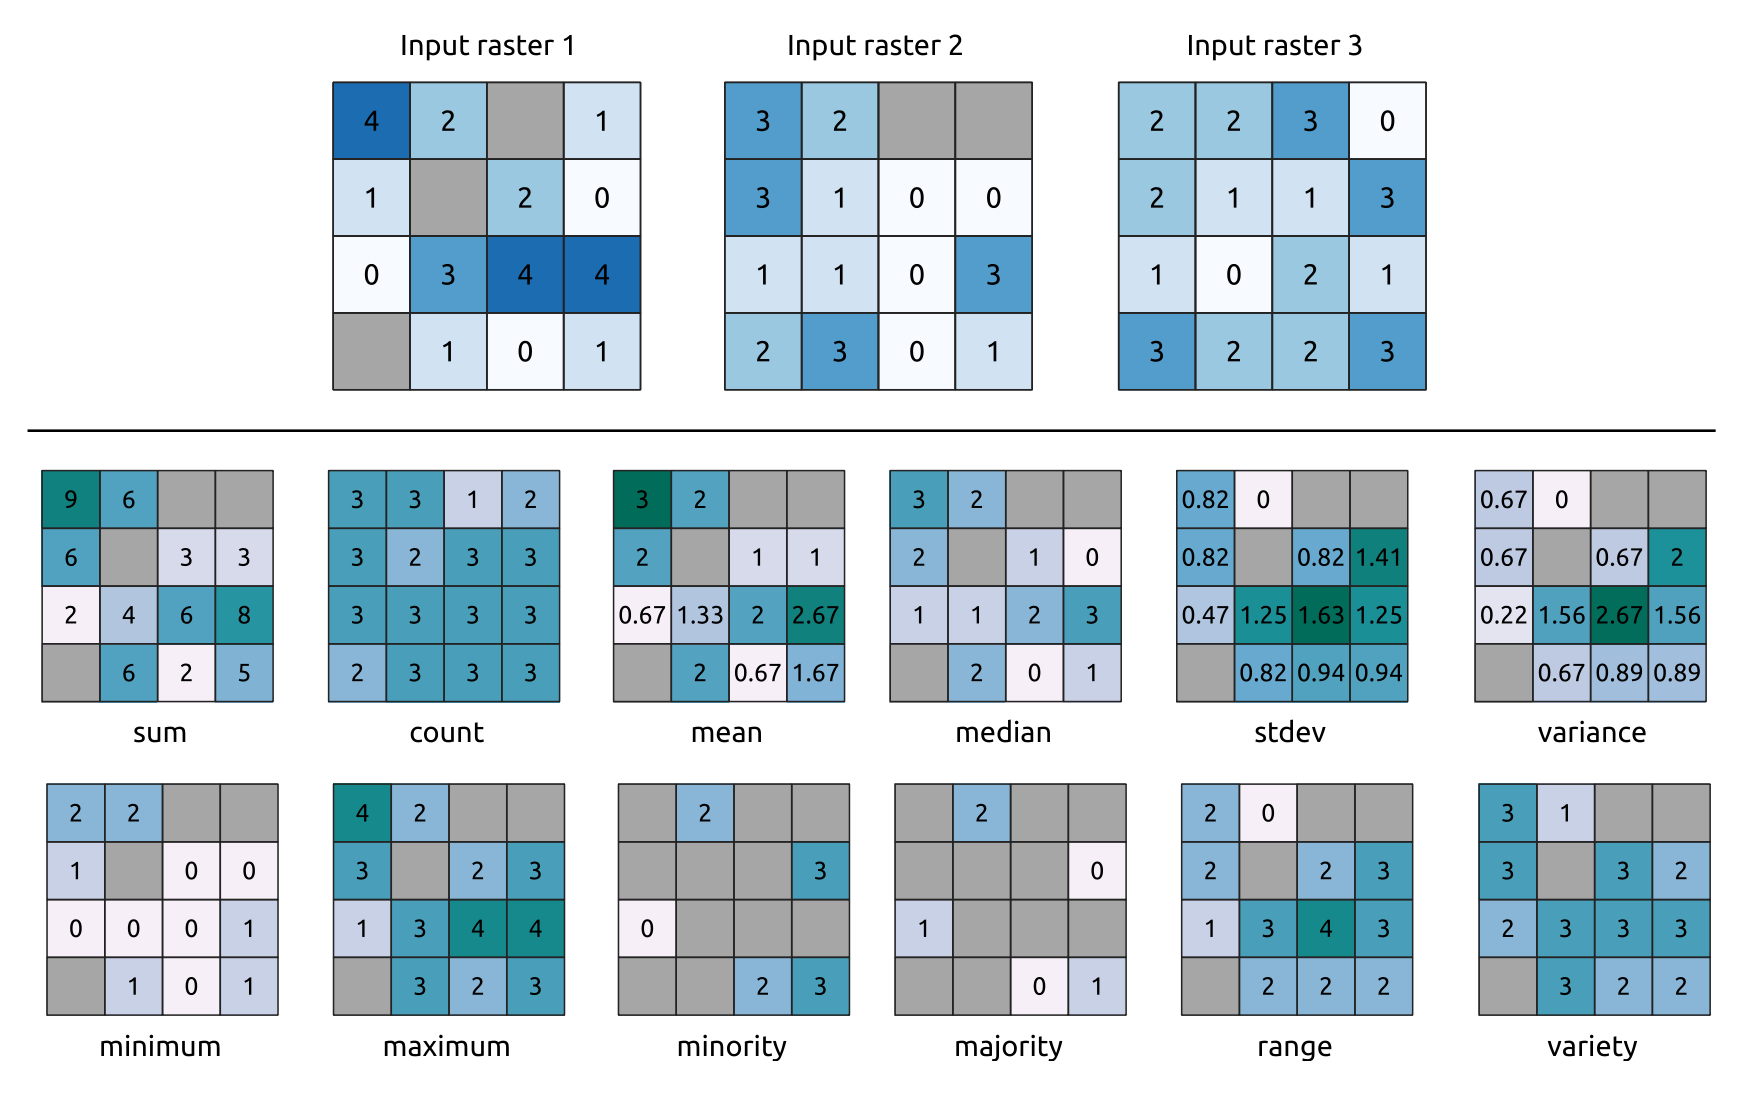 Input raster 1 Input raster 2 Input raster 3
4 2 1 3 2 2 2 3 0
1 2 0 3 1 0 0 2 1 1 3
0 3 4 4 1 1 0 3 1 0 2 1
1 0 1 2 3 0 1 3 2 2 3
9 6 3 3 1 2 3 2 3 2 0.82 0 0.67 0
6 3 3 3 2 3 3 2 1 1 2 1 0 0.82 0.82 1.41 0.67 0.67 2
2 4 6 8 3 3 3 3 0.67 1.33 2 2.67 1 1 2 3 0.47 1.25 1.63 1.25 0.22 1.56 2.67 1.56
6 2 5 2 3 3 3 2 0.67 1.67 2 0 1 0.82 0.94 0.94 0.67 0.89 0.89
sum count mean median stdev variance
2 2 4 2 2 2 2 0 3 1
1 0 0 3 2 3 3 0 2 2 3 3 3 2
0 0 0 1 1 3 4 4 0 1 1 3 4 3 2 3 3 3
1 0 1 3 2 3 2 3 0 1 2 2 2 3 2 2
minimum maximum minority majority range variety